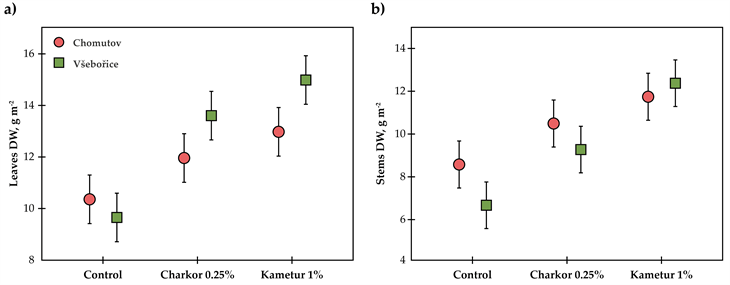 a)
Leaves DW, g m-2
16
14
12
10
8
Chomutov
Všebořice
Control Charkor 0.25% Kametur 1%
b)
Stems DW, g m-2
14
12
10
8
6
4
Control Charkor 0.25% Kametur 1%